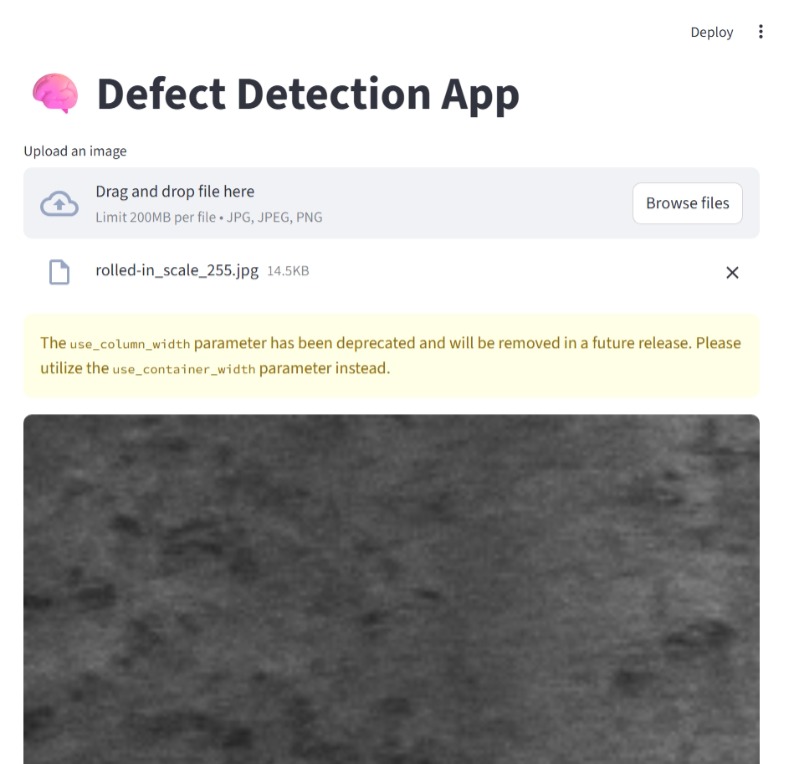 Deploy
Defect Detection App
Upload an image
Drag and drop file here
Limit 200MB per file • JPG, JPEG, PNG
Browse files
rolled-in_scale_255.jpg 14.5KB
The use_column_width parameter has been deprecated and will be removed in a future release. Please
utilize the use_container_width parameter instead.